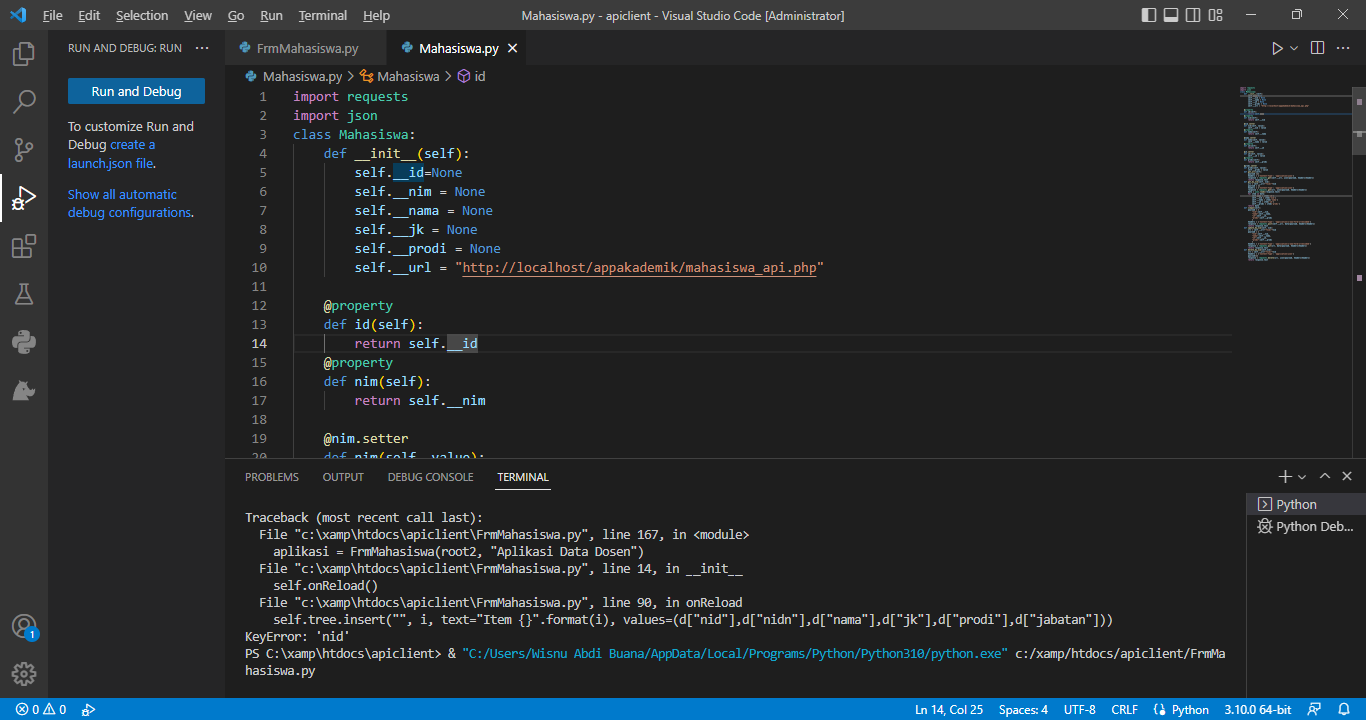 File Edit Selection View Go Run Terminal Help Mahasiswa.py - apiclient - Visual Studio Code [Administrator]
RUN AND DEBUG: RUN ···
FrmMahasiswa.py Mahasiswa.py
Run and Debug
To customize Run and
Debug create a
launch.json file.
Show all automatic
debug configurations.
Mahasiswa.py > Mahasiswa > id
1 import requests
2 import json
3 class Mahasiswa:
4 def __init__(self):
5 self.__id=None
6 self.__nim = None
7 self.__nama = None
8 self.__jk = None
9 self.__prodi = None
10 self.__url = "http://localhost/appakademik/mahasiswa_api.php"
11
12 @property
13 def id(self):
14 return self.__id
15 @property
16 def nim(self):
17 return self.__nim
18
19 @nim.setter
20 def nim(self, value):
PROBLEMS OUTPUT DEBUG CONSOLE TERMINAL
Traceback (most recent call last):
File "c:\xamp\htdocs\apiclient\FrmMahasiswa.py", line 167, in <module>
aplikasi = FrmMahasiswa(root2, "Aplikasi Data Dosen")
File "c:\xamp\htdocs\apiclient\FrmMahasiswa.py", line 14, in __init__
self.onReload()
File "c:\xamp\htdocs\apiclient\FrmMahasiswa.py", line 90, in onReload
self.tree.insert("", i, text="Item {}".format(i), values=(d["nid"],d["nidn"],d["nama"],d["jk"],d["prodi"],d["jabatan"]))
KeyError: 'nid'
PS C:\xamp\htdocs\apiclient> & "C:/Users/Wisnu Abdi Buana/AppData/Local/Programs/Python/Python310/python.exe" c:/xamp/htdocs/apiclient/FrmMa
hasiswa.py
Python
Python Deb...
1
0 0 Ln 14, Col 25 Spaces: 4 UTF-8 CRLF Python 3.10.0 64-bit